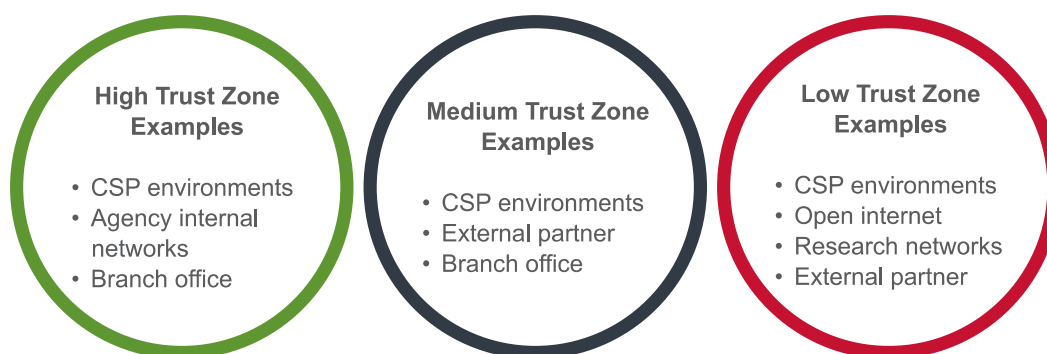 High Trust Zone
Examples
• CSP environments
• Agency internal
networks
• Branch office
Medium Trust Zone
Examples
• CSP environments
• External partner
• Branch office
Low Trust Zone
Examples
• CSP environments
• Open internet
• Research networks
• External partner